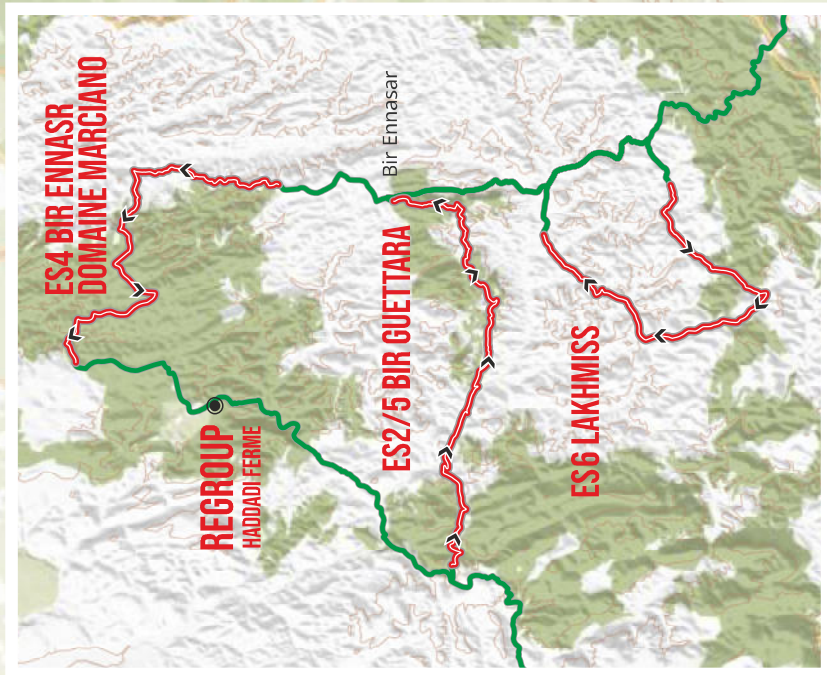 ES4 BIR ENNASR
DOMAINE MARCIANO
REGROUP
HADDADI FERME
Bir Ennasar
ES2/5 BIR GUETTARA
ES6 LAKHMISS